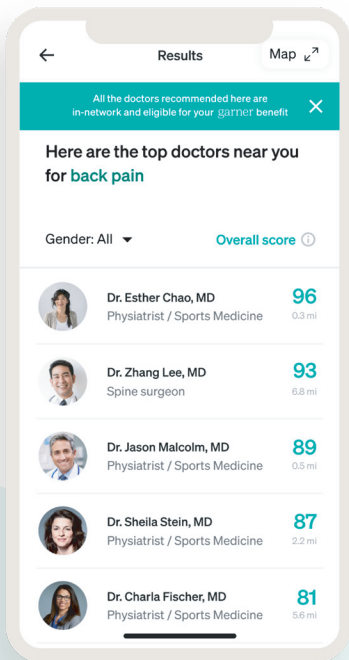 Results
Map
All the doctors recommended here are
in-network and eligible for your garner benefit
Here are the top doctors near you
for back pain
Gender: All
Overall score
Dr. Esther Chao, MD
96
Physiatrist / Sports Medicine
0.3 mi
Dr. Zhang Lee, MD
93
Spine surgeon
6.8 mi
Dr. Jason Malcolm, MD
89
Physiatrist / Sports Medicine
0.5 mi
Dr. Sheila Stein, MD
87
Physiatrist / Sports Medicine
2.2 mi
Dr. Charla Fischer, MD
81
Physiatrist / Sports Medicine
5.6 mi